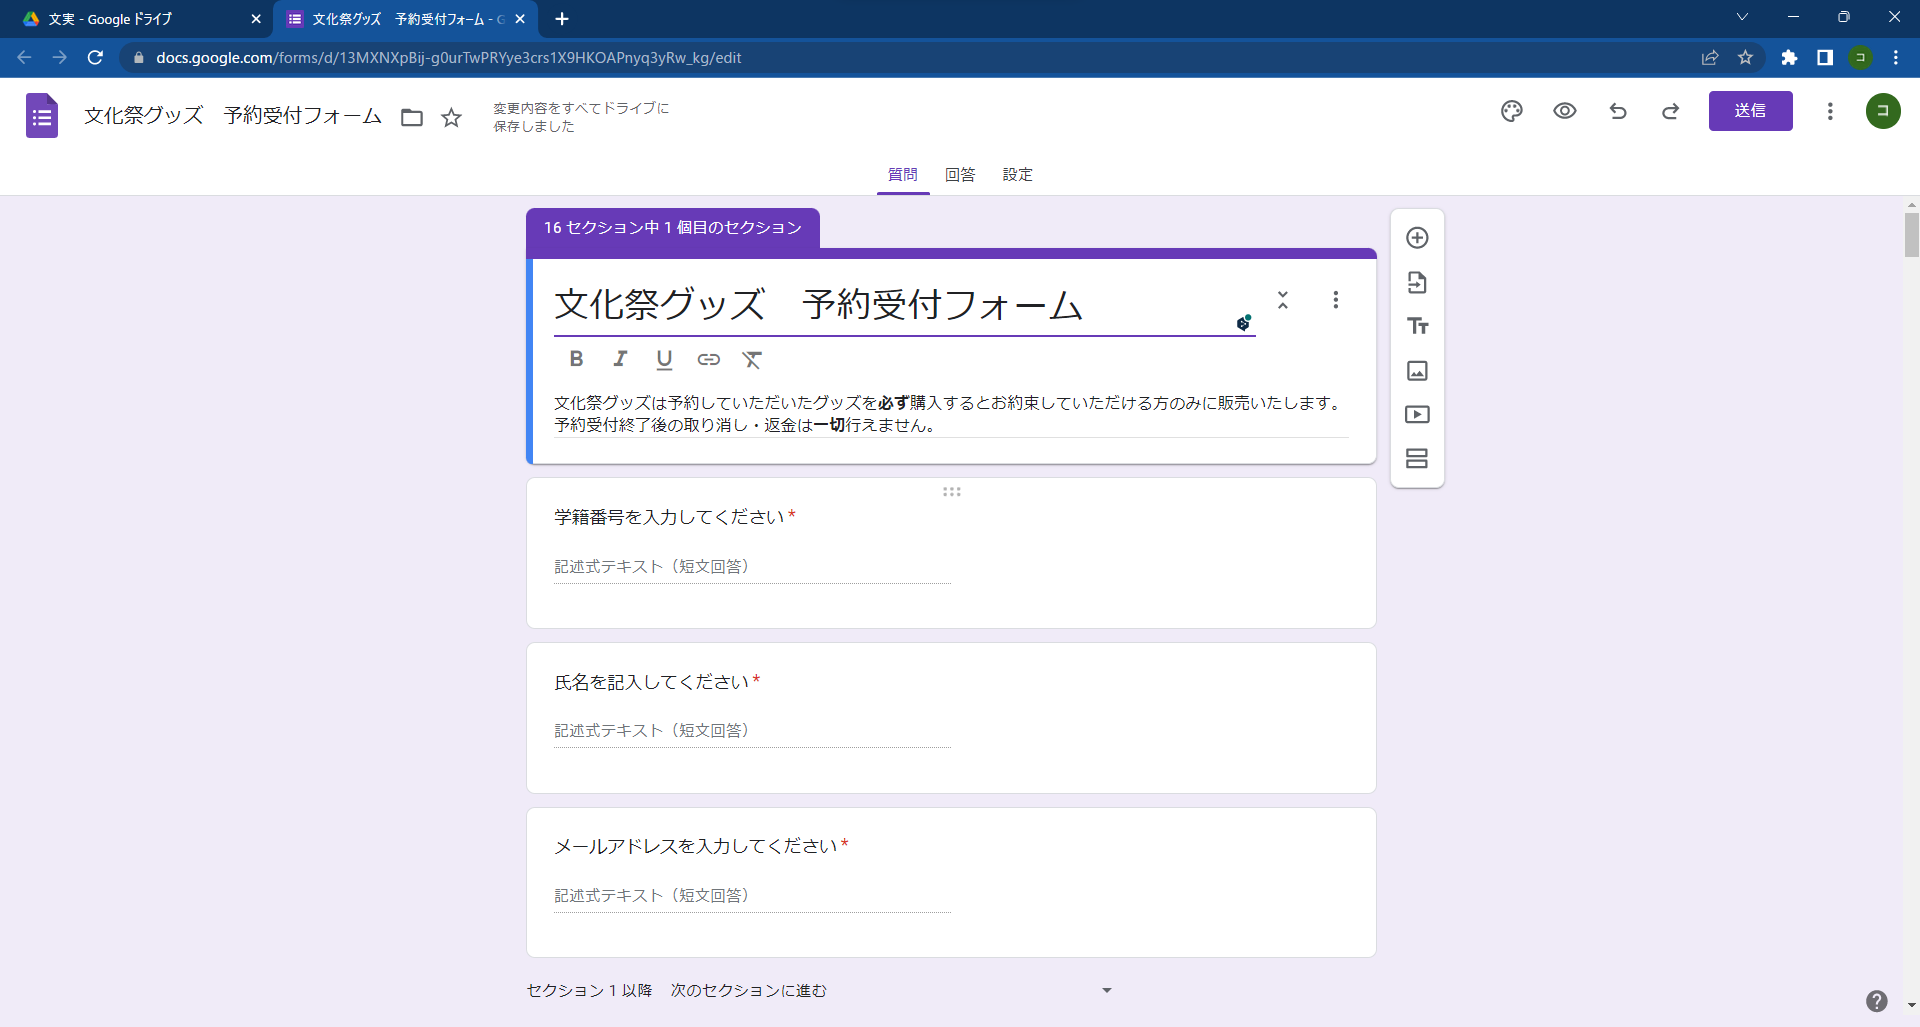 文実 - Google ドライブ
文化祭グッズ　予約受付フォーム - G
docs.google.com/forms/d/13MXNXpBij-g0urTwPRYye3crs1X9HKOAPnyq3yRw_kg/edit
コ
文化祭グッズ　予約受付フォーム
変更内容をすべてドライブに
保存しました
送信
コ
質問
回答
設定
16 セクション中 1 個目のセクション
文化祭グッズ　予約受付フォーム
B I U
文化祭グッズは予約していただいたグッズを必ず購入するとお約束していただける方のみに販売いたします。
予約受付終了後の取り消し・返金は一切行えません。
学籍番号を入力してください *
記述式テキスト（短文回答）
氏名を記入してください *
記述式テキスト（短文回答）
メールアドレスを入力してください *
記述式テキスト（短文回答）
セクション 1 以降　次のセクションに進む